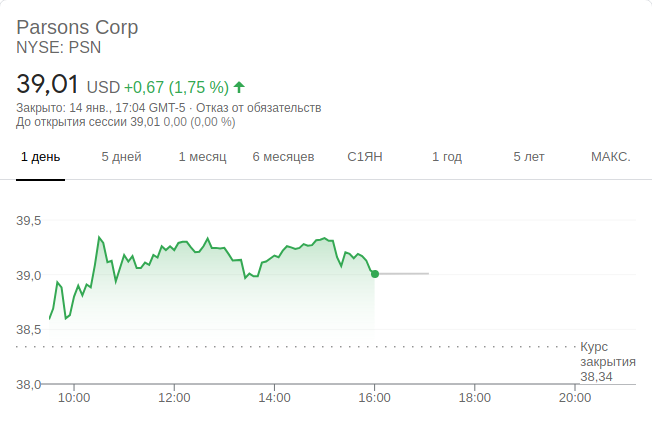 Parsons Corp
NYSE: PSN
39,01 USD +0,67 (1,75 %)
Закрыто: 14 янв., 17:04 GMT-5 · Отказ от обязательств
До открытия сессии 39,01 0,00 (0,00 %)
1 день 5 дней 1 месяц 6 месяцев С1ЯН 1 год 5 лет МАКС.
39,5
39,0
38,5
Курс
закрытия
38,34
38,0
10:00 12:00 14:00 16:00 18:00 20:00